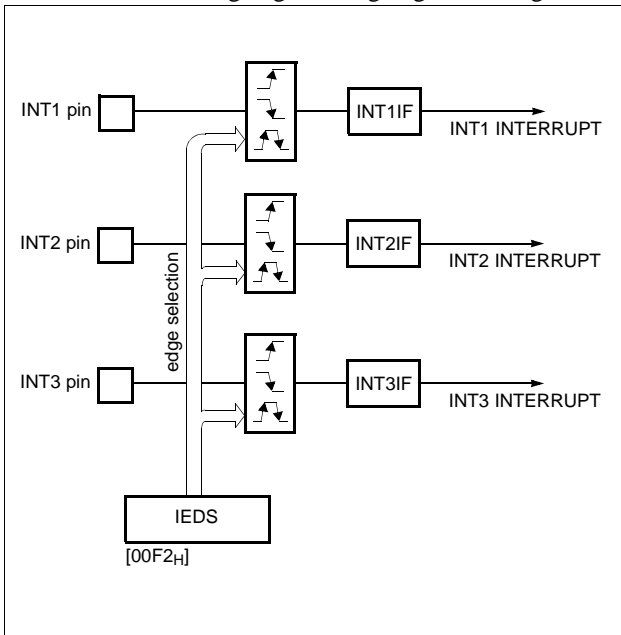 INT1 pin
INT1IF
INT1 INTERRUPT
INT2 pin
INT2IF
INT2 INTERRUPT
edge selection
INT3 pin
INT3IF
INT3 INTERRUPT
IEDS
[00F2H]